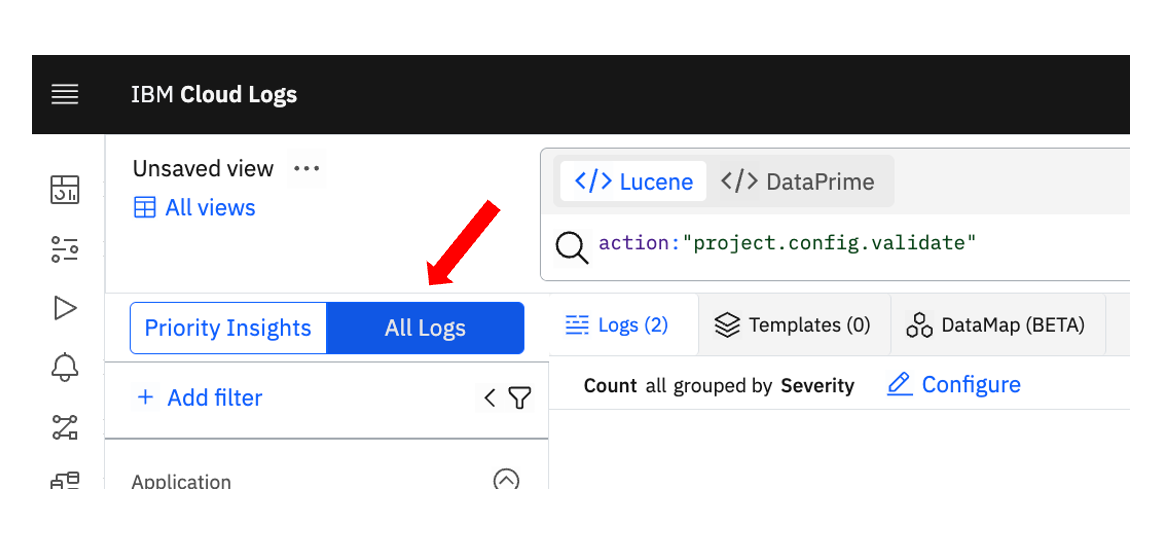 IBM Cloud Logs
Unsaved view ...
All views
</> Lucene </> DataPrime
action:"project.config.validate"
Priority Insights All Logs
Logs (2) Templates (0) DataMap (BETA)
+ Add filter
Count all grouped by Severity Configure
Application